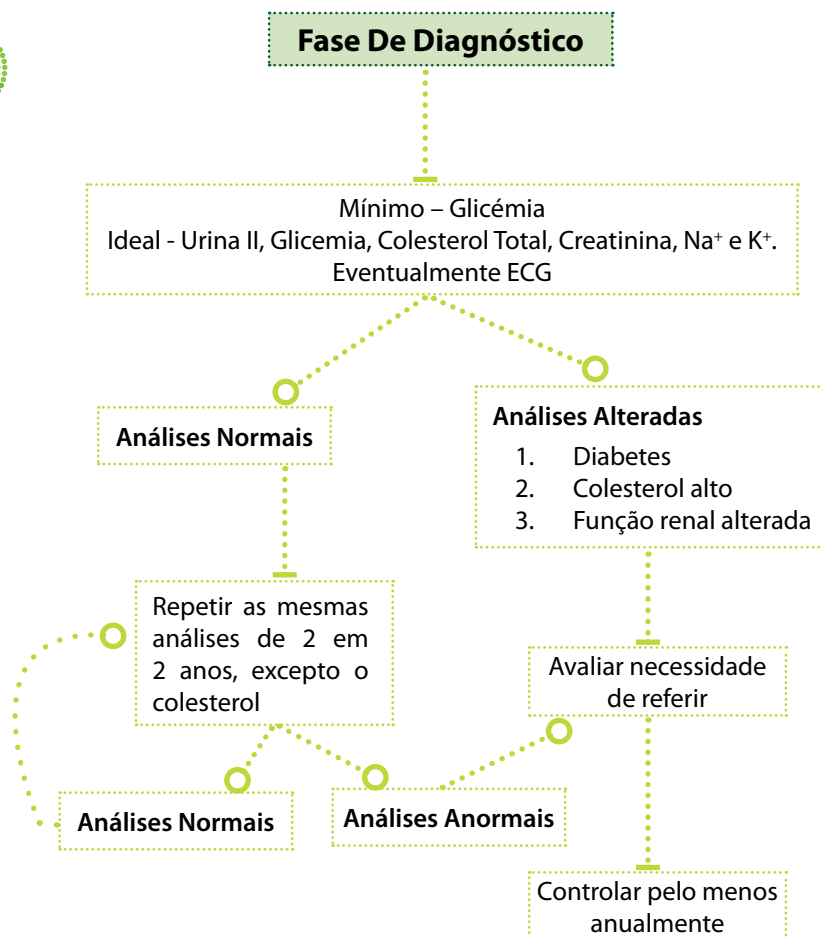 Fase De Diagnóstico
Mínimo – Glicémia
Ideal - Urina II, Glicemia, Colesterol Total, Creatinina, Na⁺ e K⁺.
Eventualmente ECG
Análises Normais
Análises Alteradas
1. Diabetes
2. Colesterol alto
3. Função renal alterada
Repetir as mesmas
análises de 2 em
2 anos, excepto o
colesterol
Avaliar necessidade
de referir
Análises Normais
Análises Anormais
Controlar pelo menos
anualmente